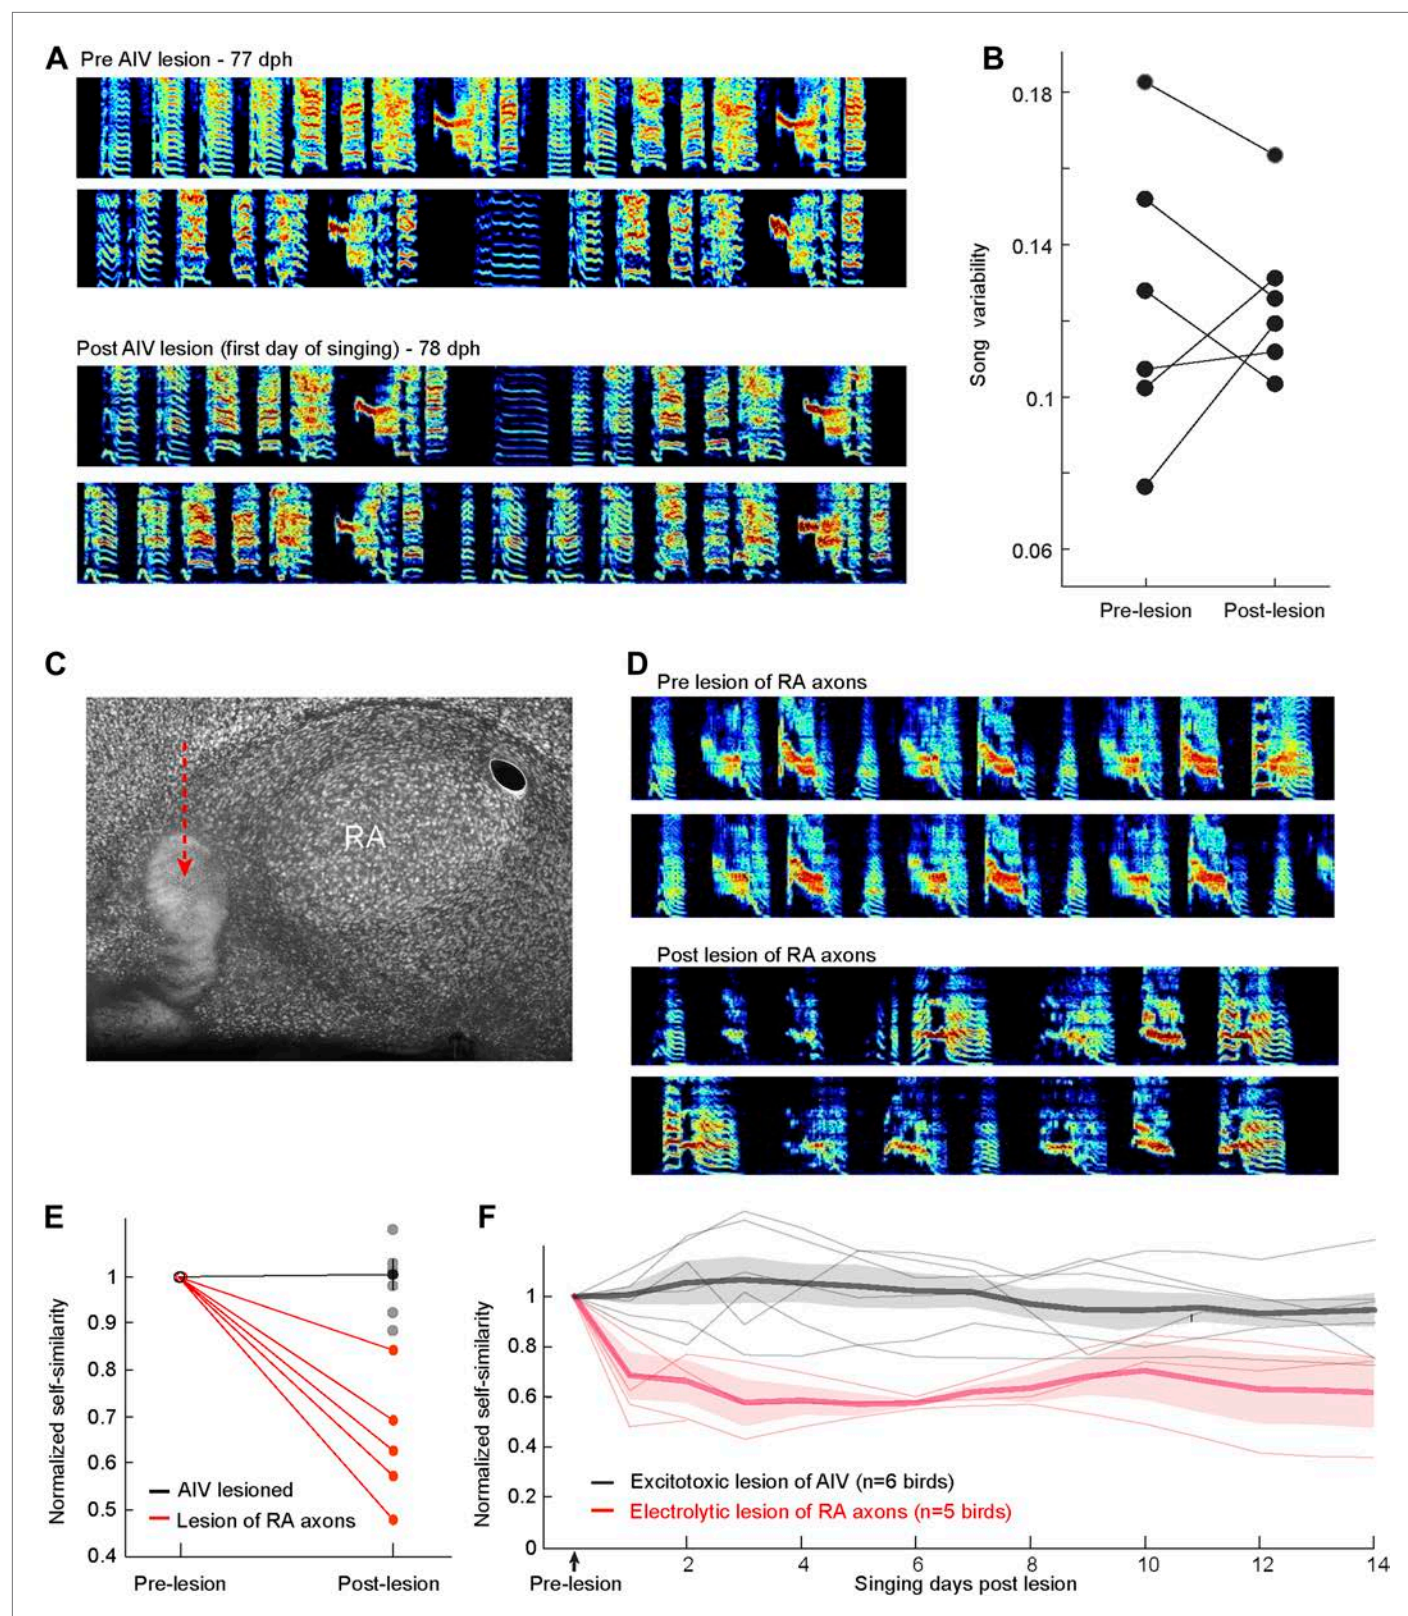 A
Pre AIV lesion - 77 dph
Post AIV lesion (first day of singing) - 78 dph
B
Song variability
0.18
0.14
0.1
0.06
Pre-lesion
Post-lesion
C
RA
D
Pre lesion of RA axons
Post lesion of RA axons
E
Normalized self-similarity
1
0.9
0.8
0.7
0.6
0.5
0.4
AIV lesioned
Lesion of RA axons
Pre-lesion
Post-lesion
F
Normalized self-similarity
1
0.8
0.6
0.4
0.2
0
Excitotoxic lesion of AIV (n=6 birds)
Electrolytic lesion of RA axons (n=5 birds)
2 4 6 8 10 12 14
Pre-lesion
Singing days post lesion